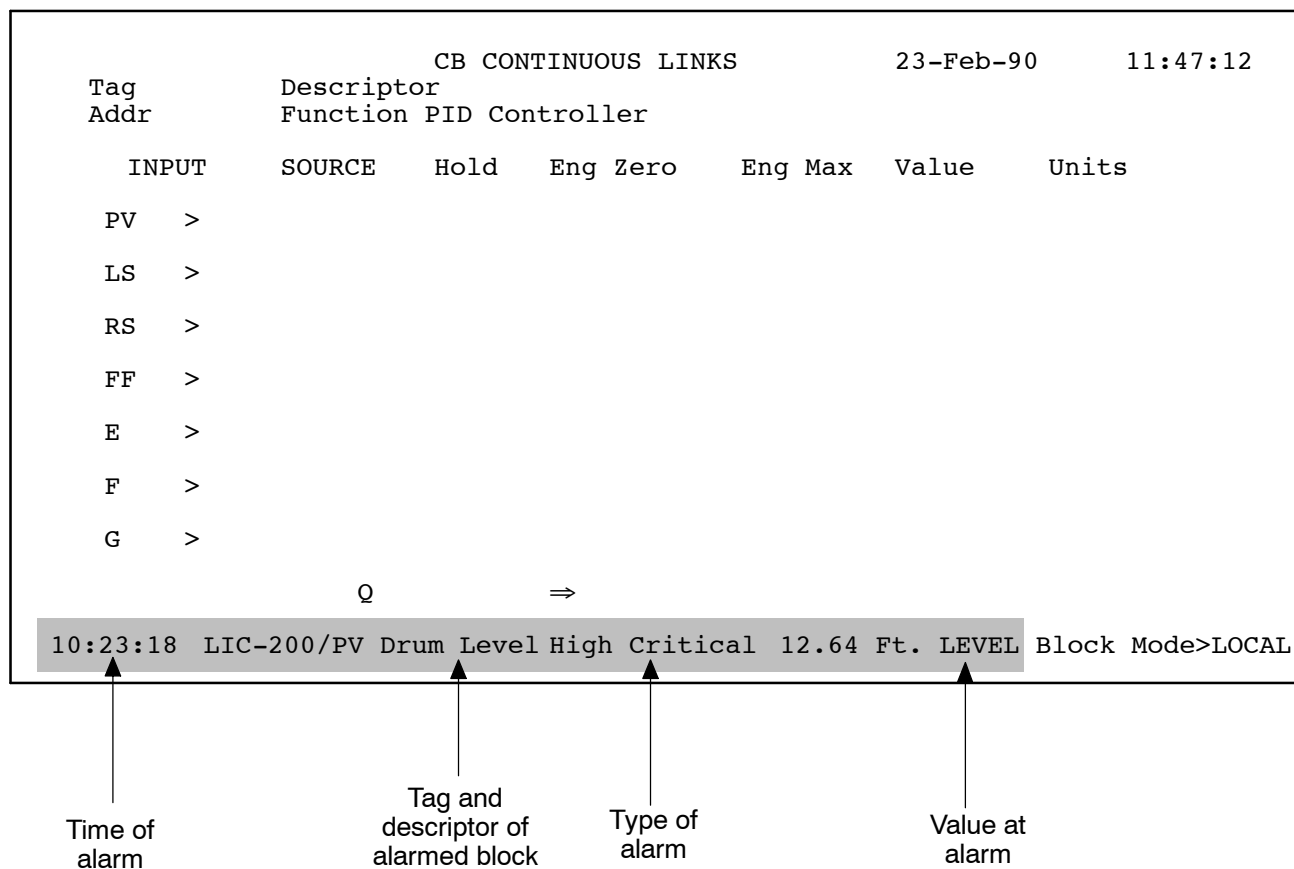 CB CONTINUOUS LINKS 23-Feb-90 11:47:12
Tag Descriptor
Addr Function PID Controller
INPUT SOURCE Hold Eng Zero Eng Max Value Units
PV >
LS >
RS >
FF >
E >
F >
G >
Q ⇒
10:23:18 LIC-200/PV Drum Level High Critical 12.64 Ft. LEVEL Block Mode>LOCAL
Time of
alarm
Tag and
descriptor of
alarmed block
Type of
alarm
Value at
alarm